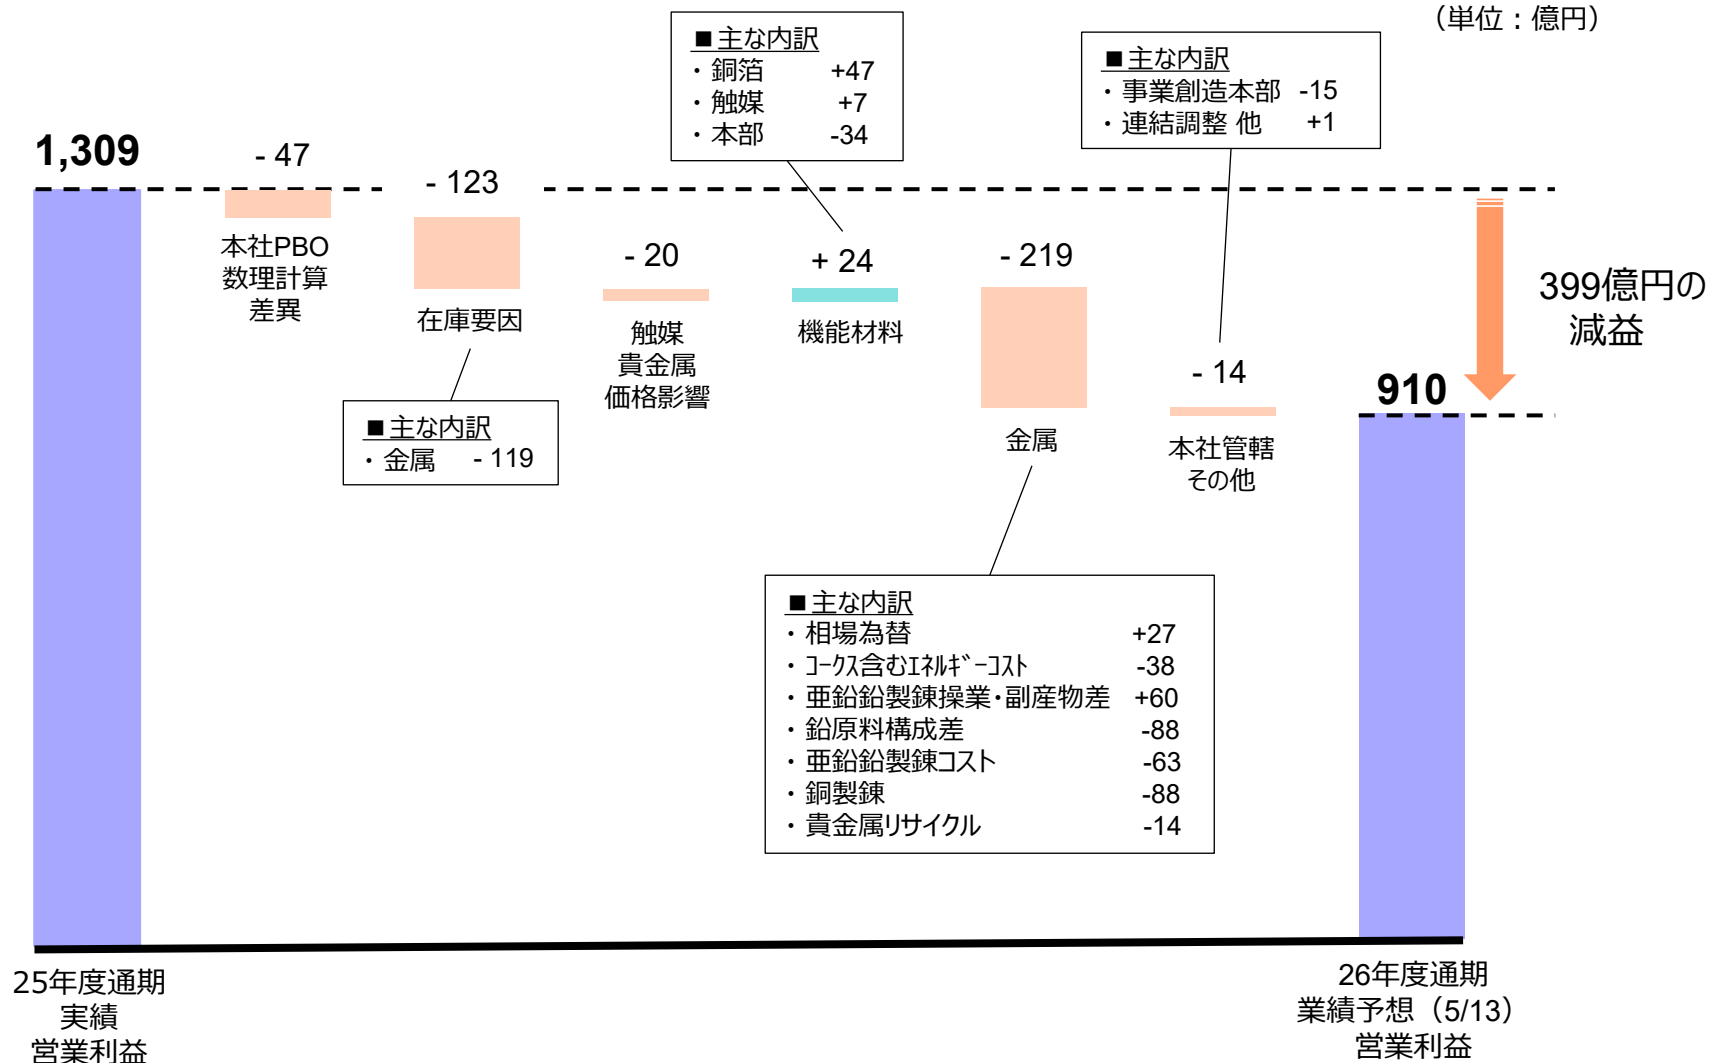 （単位：億円）
■ 主な内訳
・ 銅箔 +47
・ 触媒 +7
・ 本部 -34
■ 主な内訳
・ 事業創造本部 -15
・ 連結調整 他 +1
1,309
- 47
- 123
- 20
+ 24
- 219
- 14
910
本社PBO
数理計算
差異
在庫要因
触媒
貴金属
価格影響
機能材料
金属
本社管轄
その他
399億円の
減益
■ 主な内訳
・ 金属 - 119
■ 主な内訳
・ 相場為替 +27
・ ｺｰｸｽ含むｴﾈﾙｷﾞｰｺｽﾄ -38
・ 亜鉛鉛製錬操業・副産物差 +60
・ 鉛原料構成差 -88
・ 亜鉛鉛製錬コスト -63
・ 銅製錬 -88
・ 貴金属リサイクル -14
25年度通期
実績
営業利益
26年度通期
業績予想（5/13）
営業利益